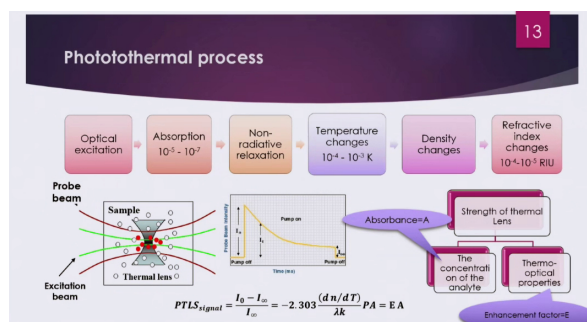 13
Phototothermal process
Optical
excitation
Absorption
10⁻⁵ - 10⁻⁷
Non-
radiative
relaxation
Temperature
changes
10⁻⁴ - 10⁻³ K
Density
changes
Refractive
index
changes
10⁻⁴-10⁻⁵ RIU
Probe
beam
Sample
Thermal lens
Excitation
beam
Probe Beam Intensity
Pump on
Pump off
Pump off
Time (ms)
Absorbance=A
Strength of thermal
Lens
The
concentrati
on of the
analyte
Thermo-
optical
properties
Enhancement factor=E
PTLS_signal = (I₀ − I∞)/I∞ = −2.303 (dn/dT)/(λk) PA = E A